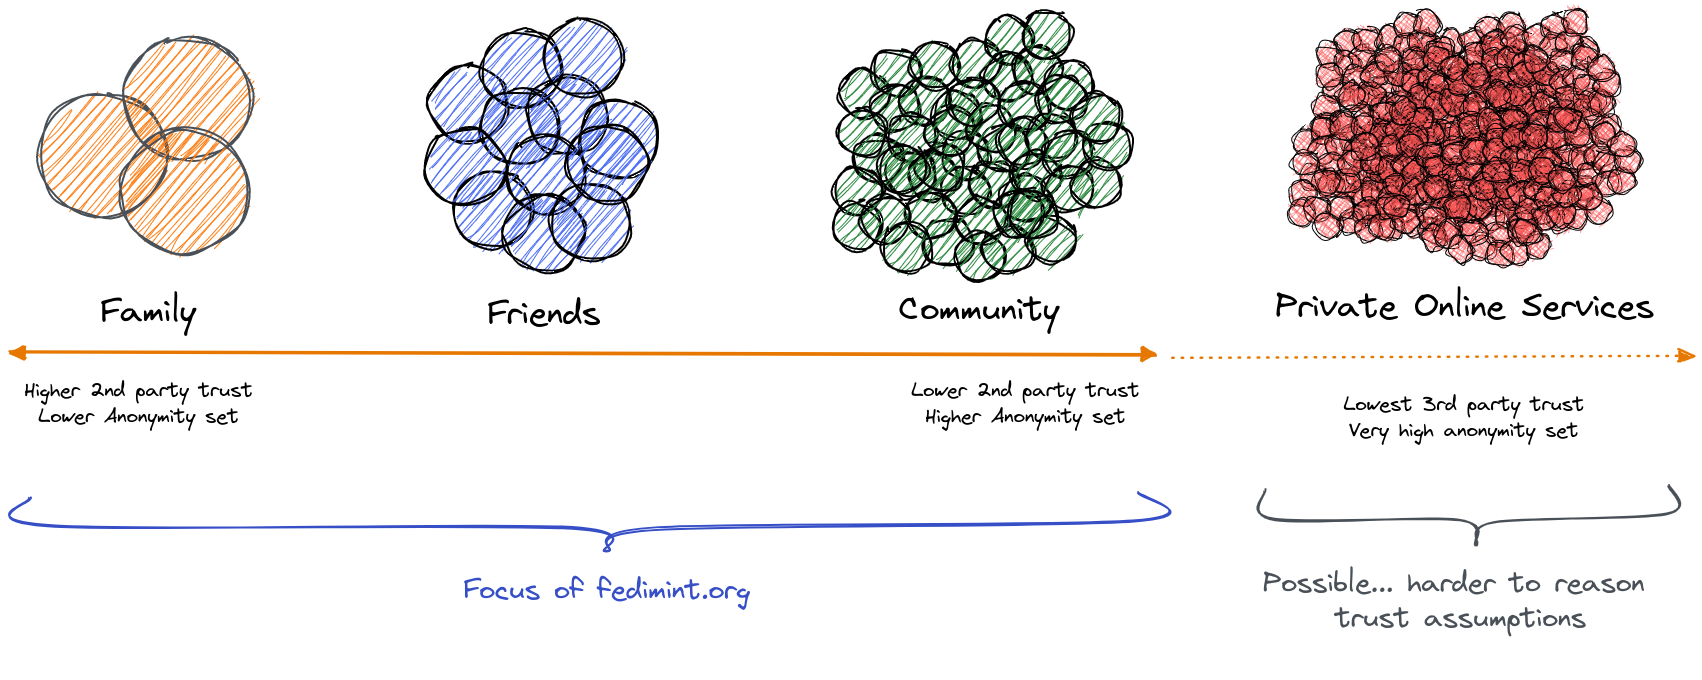 Family
Friends
Community
Private Online Services
Higher 2nd party trust
Lower Anonymity set
Lower 2nd party trust
Higher Anonymity set
Lowest 3rd party trust
Very high anonymity set
Focus of fedimint.org
Possible... harder to reason
trust assumptions